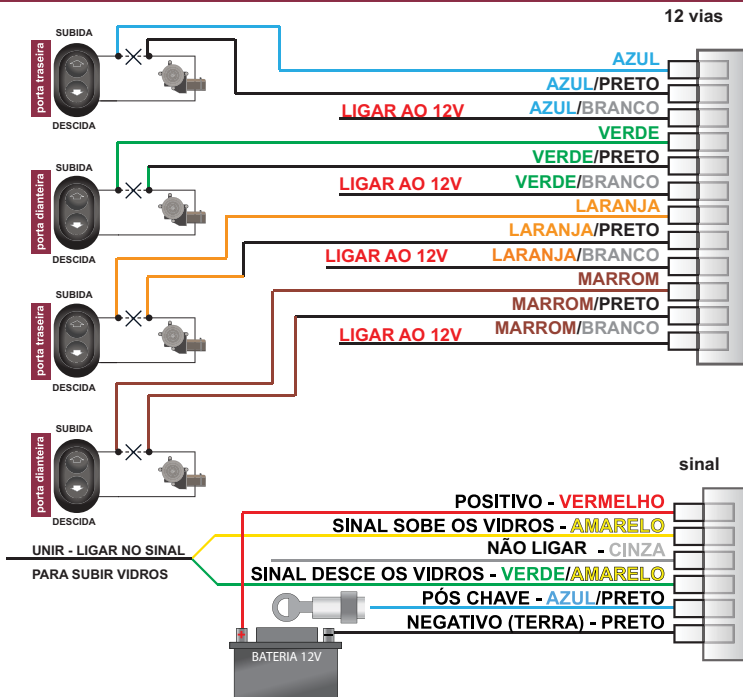 12 vias
SUBIDA
porta traseira
DESCIDA
AZUL
AZUL/PRETO
LIGAR AO 12V
AZUL/BRANCO
SUBIDA
porta dianteira
DESCIDA
VERDE
VERDE/PRETO
LIGAR AO 12V
VERDE/BRANCO
SUBIDA
porta traseira
DESCIDA
LARANJA
LARANJA/PRETO
LIGAR AO 12V
LARANJA/BRANCO
SUBIDA
porta dianteira
DESCIDA
MARROM
MARROM/PRETO
LIGAR AO 12V
MARROM/BRANCO
sinal
POSITIVO - VERMELHO
SINAL SOBE OS VIDROS - AMARELO
NÃO LIGAR - CINZA
SINAL DESCE OS VIDROS - VERDE/AMARELO
PÓS CHAVE - AZUL/PRETO
NEGATIVO (TERRA) - PRETO
UNIR - LIGAR NO SINAL
PARA SUBIR VIDROS
+ -
BATERIA 12V